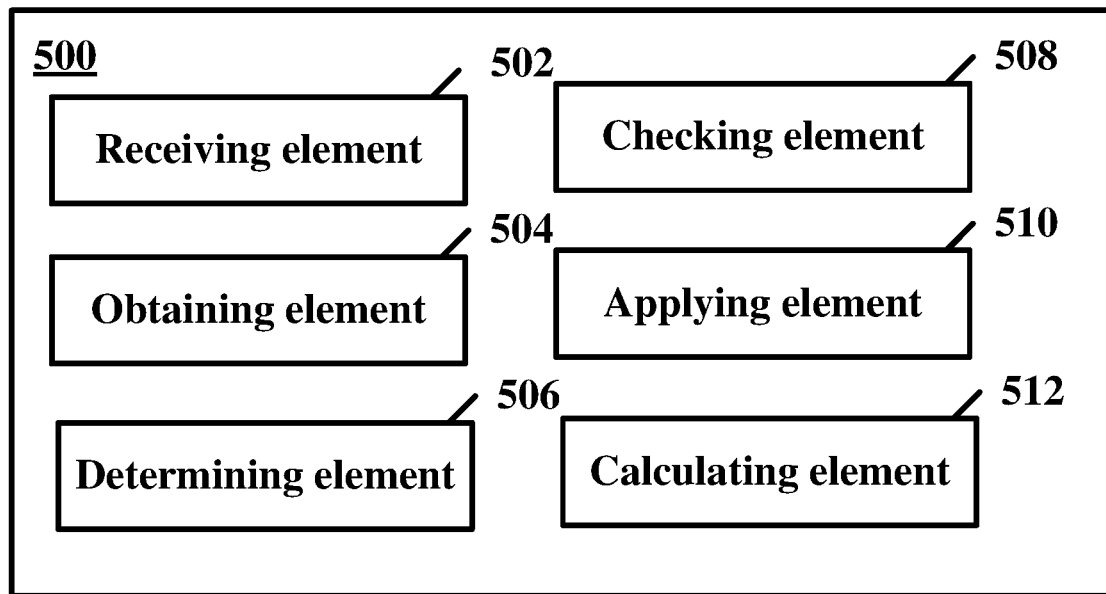 500
502
Receiving element
508
Checking element
504
Obtaining element
510
Applying element
506
Determining element
512
Calculating element